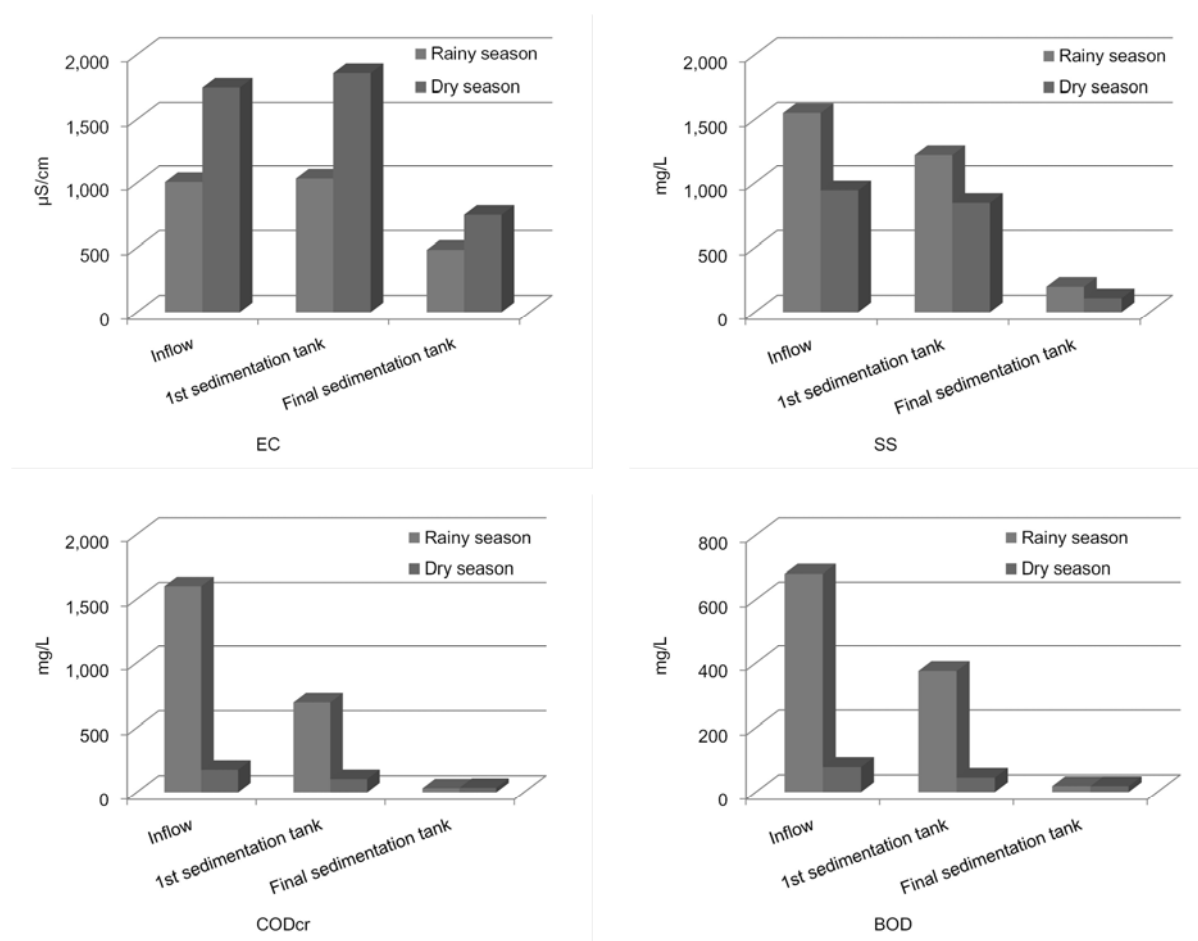 2,000
1,500
1,000
500
0
µS/cm
Rainy season
Dry season
Inflow
1st sedimentation tank
Final sedimentation tank
EC
2,000
1,500
1,000
500
0
mg/L
Rainy season
Dry season
Inflow
1st sedimentation tank
Final sedimentation tank
SS
2,000
1,500
1,000
500
0
mg/L
Rainy season
Dry season
Inflow
1st sedimentation tank
Final sedimentation tank
CODcr
800
600
400
200
0
mg/L
Rainy season
Dry season
Inflow
1st sedimentation tank
Final sedimentation tank
BOD